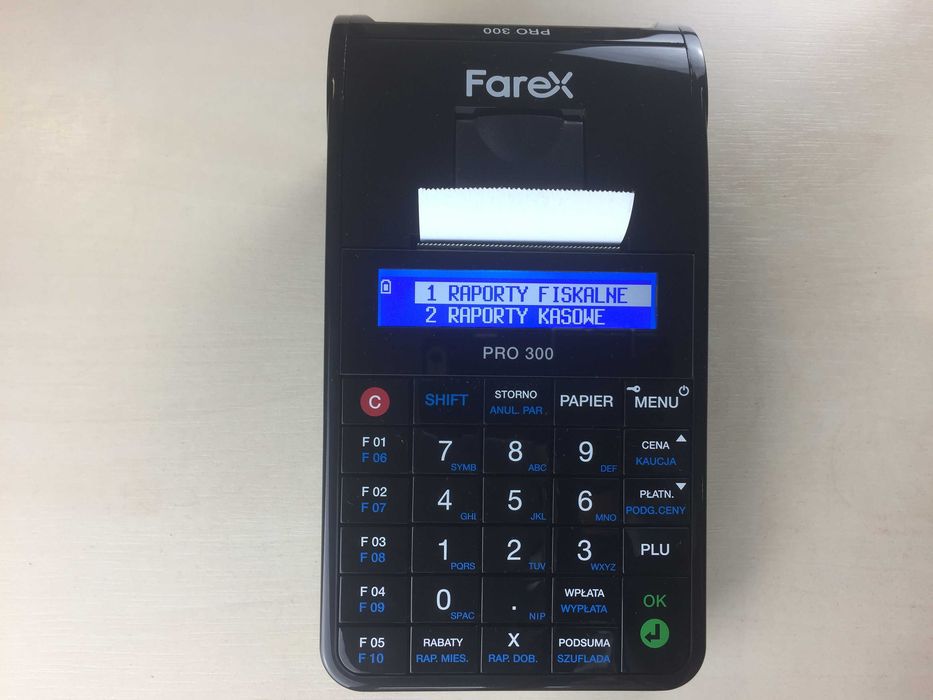 PRO 300
FareX
1 RAPORTY FISKALNE
2 RAPORTY KASOWE
PRO 300
C
SHIFT
STORNO
ANUL. PAR.
PAPIER
MENU
F 01
F 06
7
SYMB
8
ABC
9
DEF
CENA
KAUCJA
F 02
F 07
4
GHI
5
JKL
6
MNO
PŁATN.
PODG.CENY
F 03
F 08
1
PQRS
2
TUV
3
WXYZ
PLU
F 04
F 09
0
SPAC
.
NIP
WPŁATA
WYPŁATA
OK
F 05
F 10
RABATY
RAP. MIES.
X
RAP. DOB.
PODSUMA
SZUFLADA